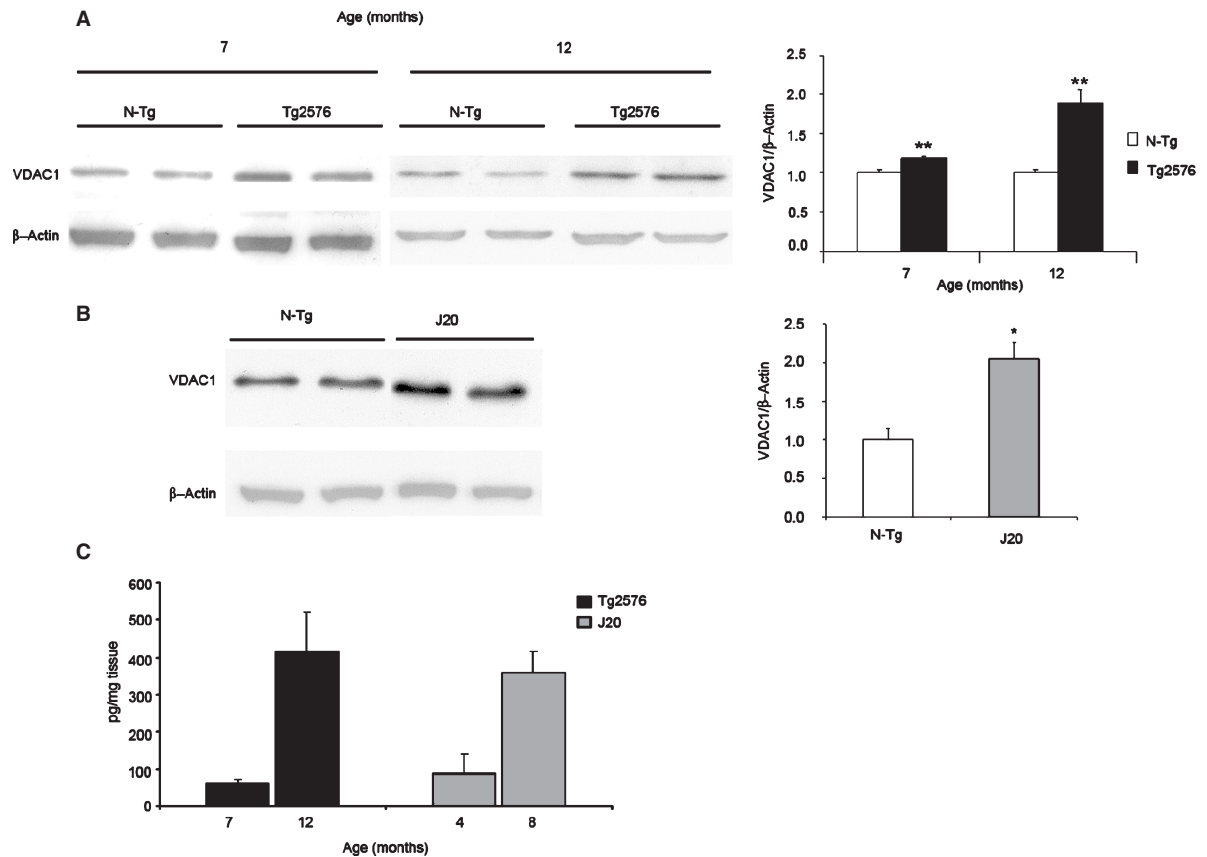 A
Age (months)
7
12
N-Tg
Tg2576
N-Tg
Tg2576
VDAC1
β–Actin
2.5
2.0
1.5
1.0
0.5
0.0
VDAC1/β–Actin
**
**
7
12
Age (months)
N-Tg
Tg2576
B
N-Tg
J20
VDAC1
β–Actin
2.5
2.0
1.5
1.0
0.5
0.0
VDAC1/β–Actin
*
N-Tg
J20
C
600
500
400
300
200
100
0
pg/mg tissue
Tg2576
J20
7
12
4
8
Age (months)